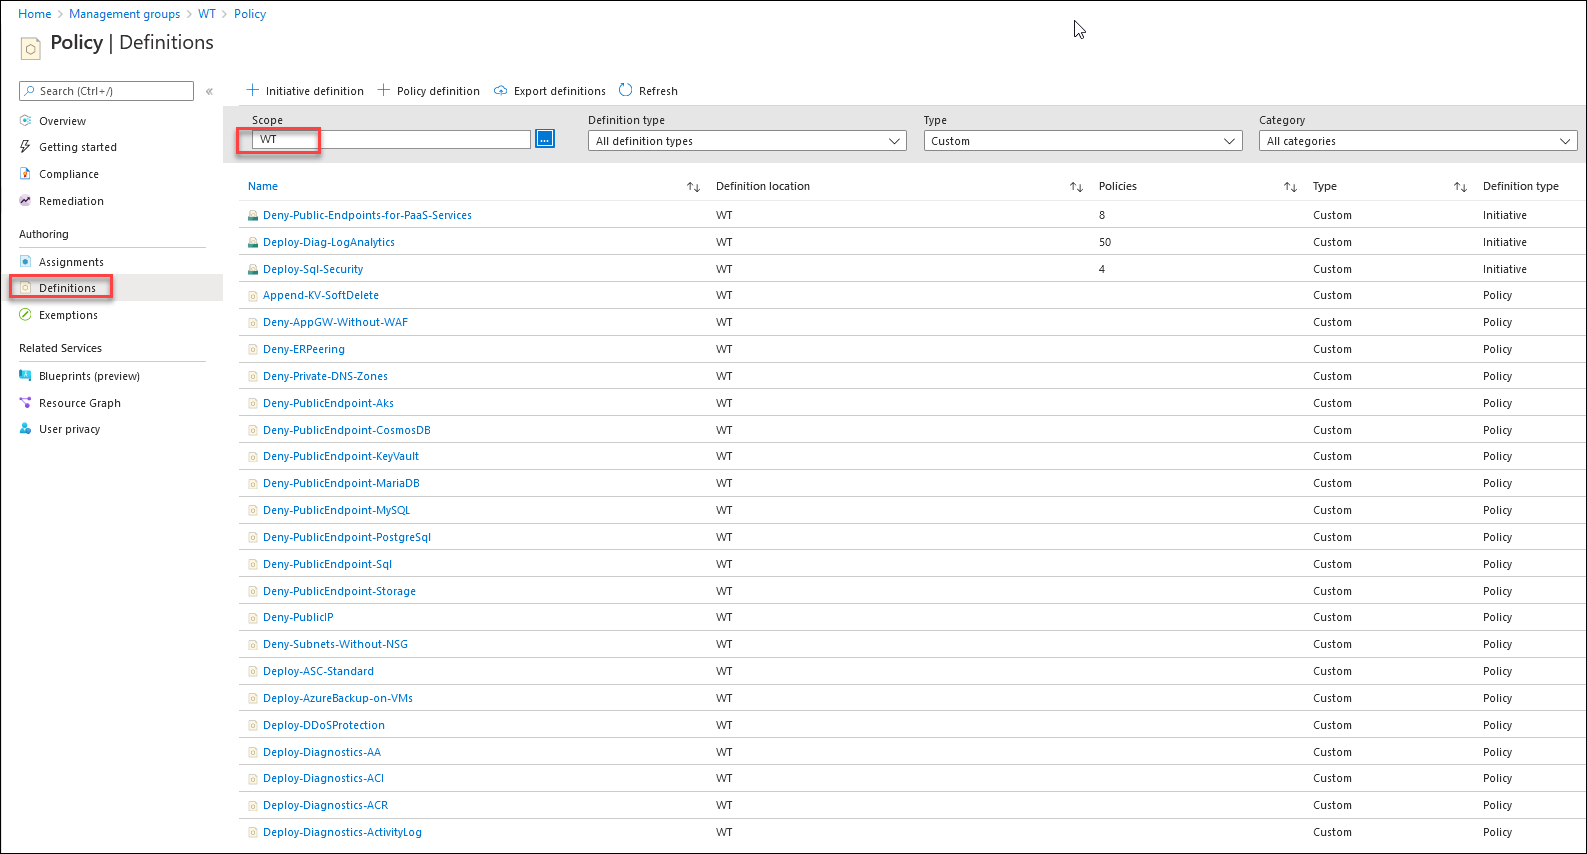 Home > Management groups > WT > Policy
Policy | Definitions
Search (Ctrl+/) «
Overview
Getting started
Compliance
Remediation
Authoring
Assignments
Definitions
Exemptions
Related Services
Blueprints (preview)
Resource Graph
User privacy
+ Initiative definition + Policy definition Export definitions Refresh
Scope Definition type Type Category
WT ... All definition types Custom All categories
Name ↑↓ Definition location ↑↓ Policies ↑↓ Type ↑↓ Definition type
Deny-Public-Endpoints-for-PaaS-Services WT 8 Custom Initiative
Deploy-Diag-LogAnalytics WT 50 Custom Initiative
Deploy-Sql-Security WT 4 Custom Initiative
Append-KV-SoftDelete WT Custom Policy
Deny-AppGW-Without-WAF WT Custom Policy
Deny-ERPeering WT Custom Policy
Deny-Private-DNS-Zones WT Custom Policy
Deny-PublicEndpoint-Aks WT Custom Policy
Deny-PublicEndpoint-CosmosDB WT Custom Policy
Deny-PublicEndpoint-KeyVault WT Custom Policy
Deny-PublicEndpoint-MariaDB WT Custom Policy
Deny-PublicEndpoint-MySQL WT Custom Policy
Deny-PublicEndpoint-PostgreSql WT Custom Policy
Deny-PublicEndpoint-Sql WT Custom Policy
Deny-PublicEndpoint-Storage WT Custom Policy
Deny-PublicIP WT Custom Policy
Deny-Subnets-Without-NSG WT Custom Policy
Deploy-ASC-Standard WT Custom Policy
Deploy-AzureBackup-on-VMs WT Custom Policy
Deploy-DDoSProtection WT Custom Policy
Deploy-Diagnostics-AA WT Custom Policy
Deploy-Diagnostics-ACI WT Custom Policy
Deploy-Diagnostics-ACR WT Custom Policy
Deploy-Diagnostics-ActivityLog WT Custom Policy